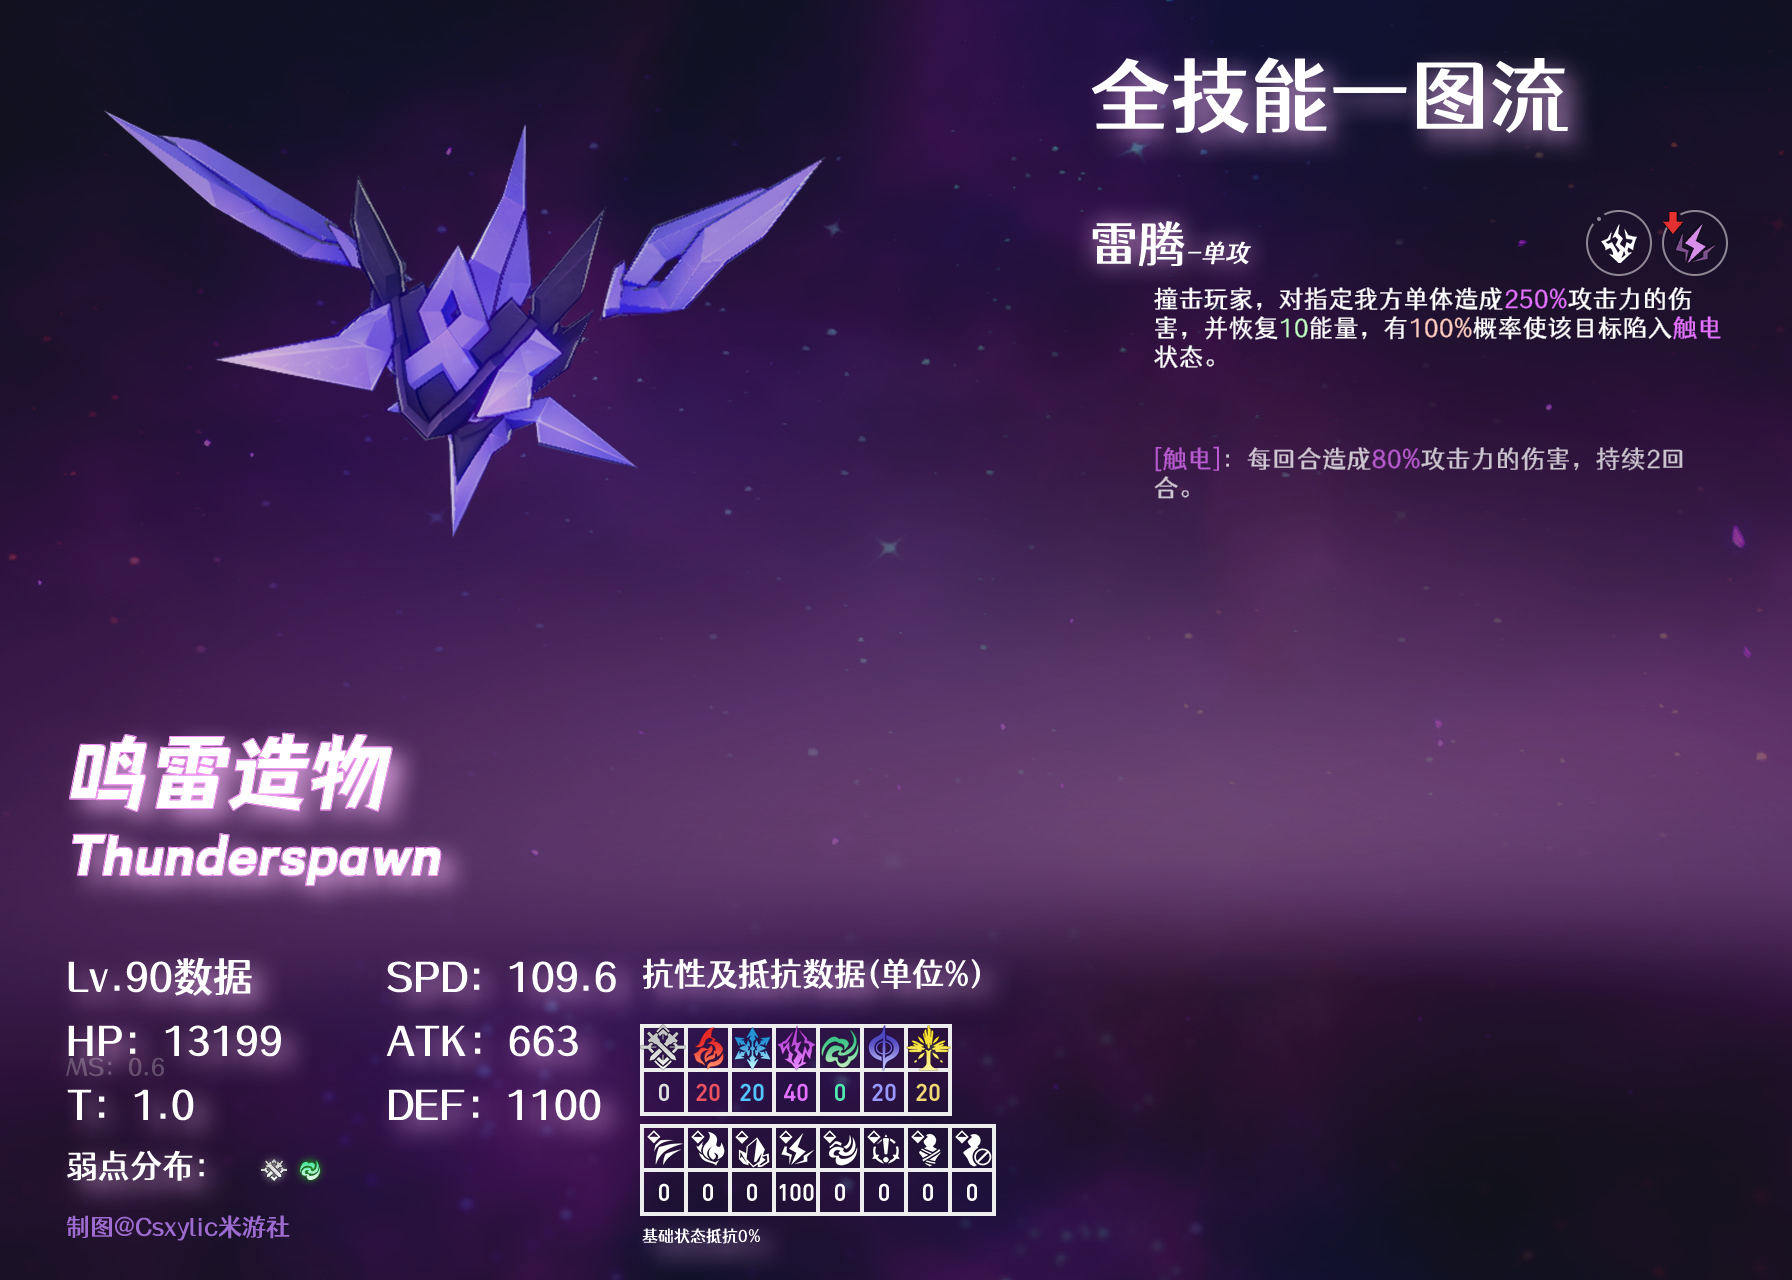 全技能一图流
雷腾-单攻
撞击玩家，对指定我方单体造成250%攻击力的伤
害，并恢复10能量，有100%概率使该目标陷入触电
状态。
[触电]：每回合造成80%攻击力的伤害，持续2回
合。
鸣雷造物
Thunderspawn
Lv.90数据
SPD：109.6
HP：13199
ATK：663
MS：0.6
T：1.0
DEF：1100
弱点分布：
制图@Csxylic米游社
抗性及抵抗数据(单位%)
0 20 20 40 0 20 20
0 0 0 100 0 0 0 0
基础状态抵抗0%